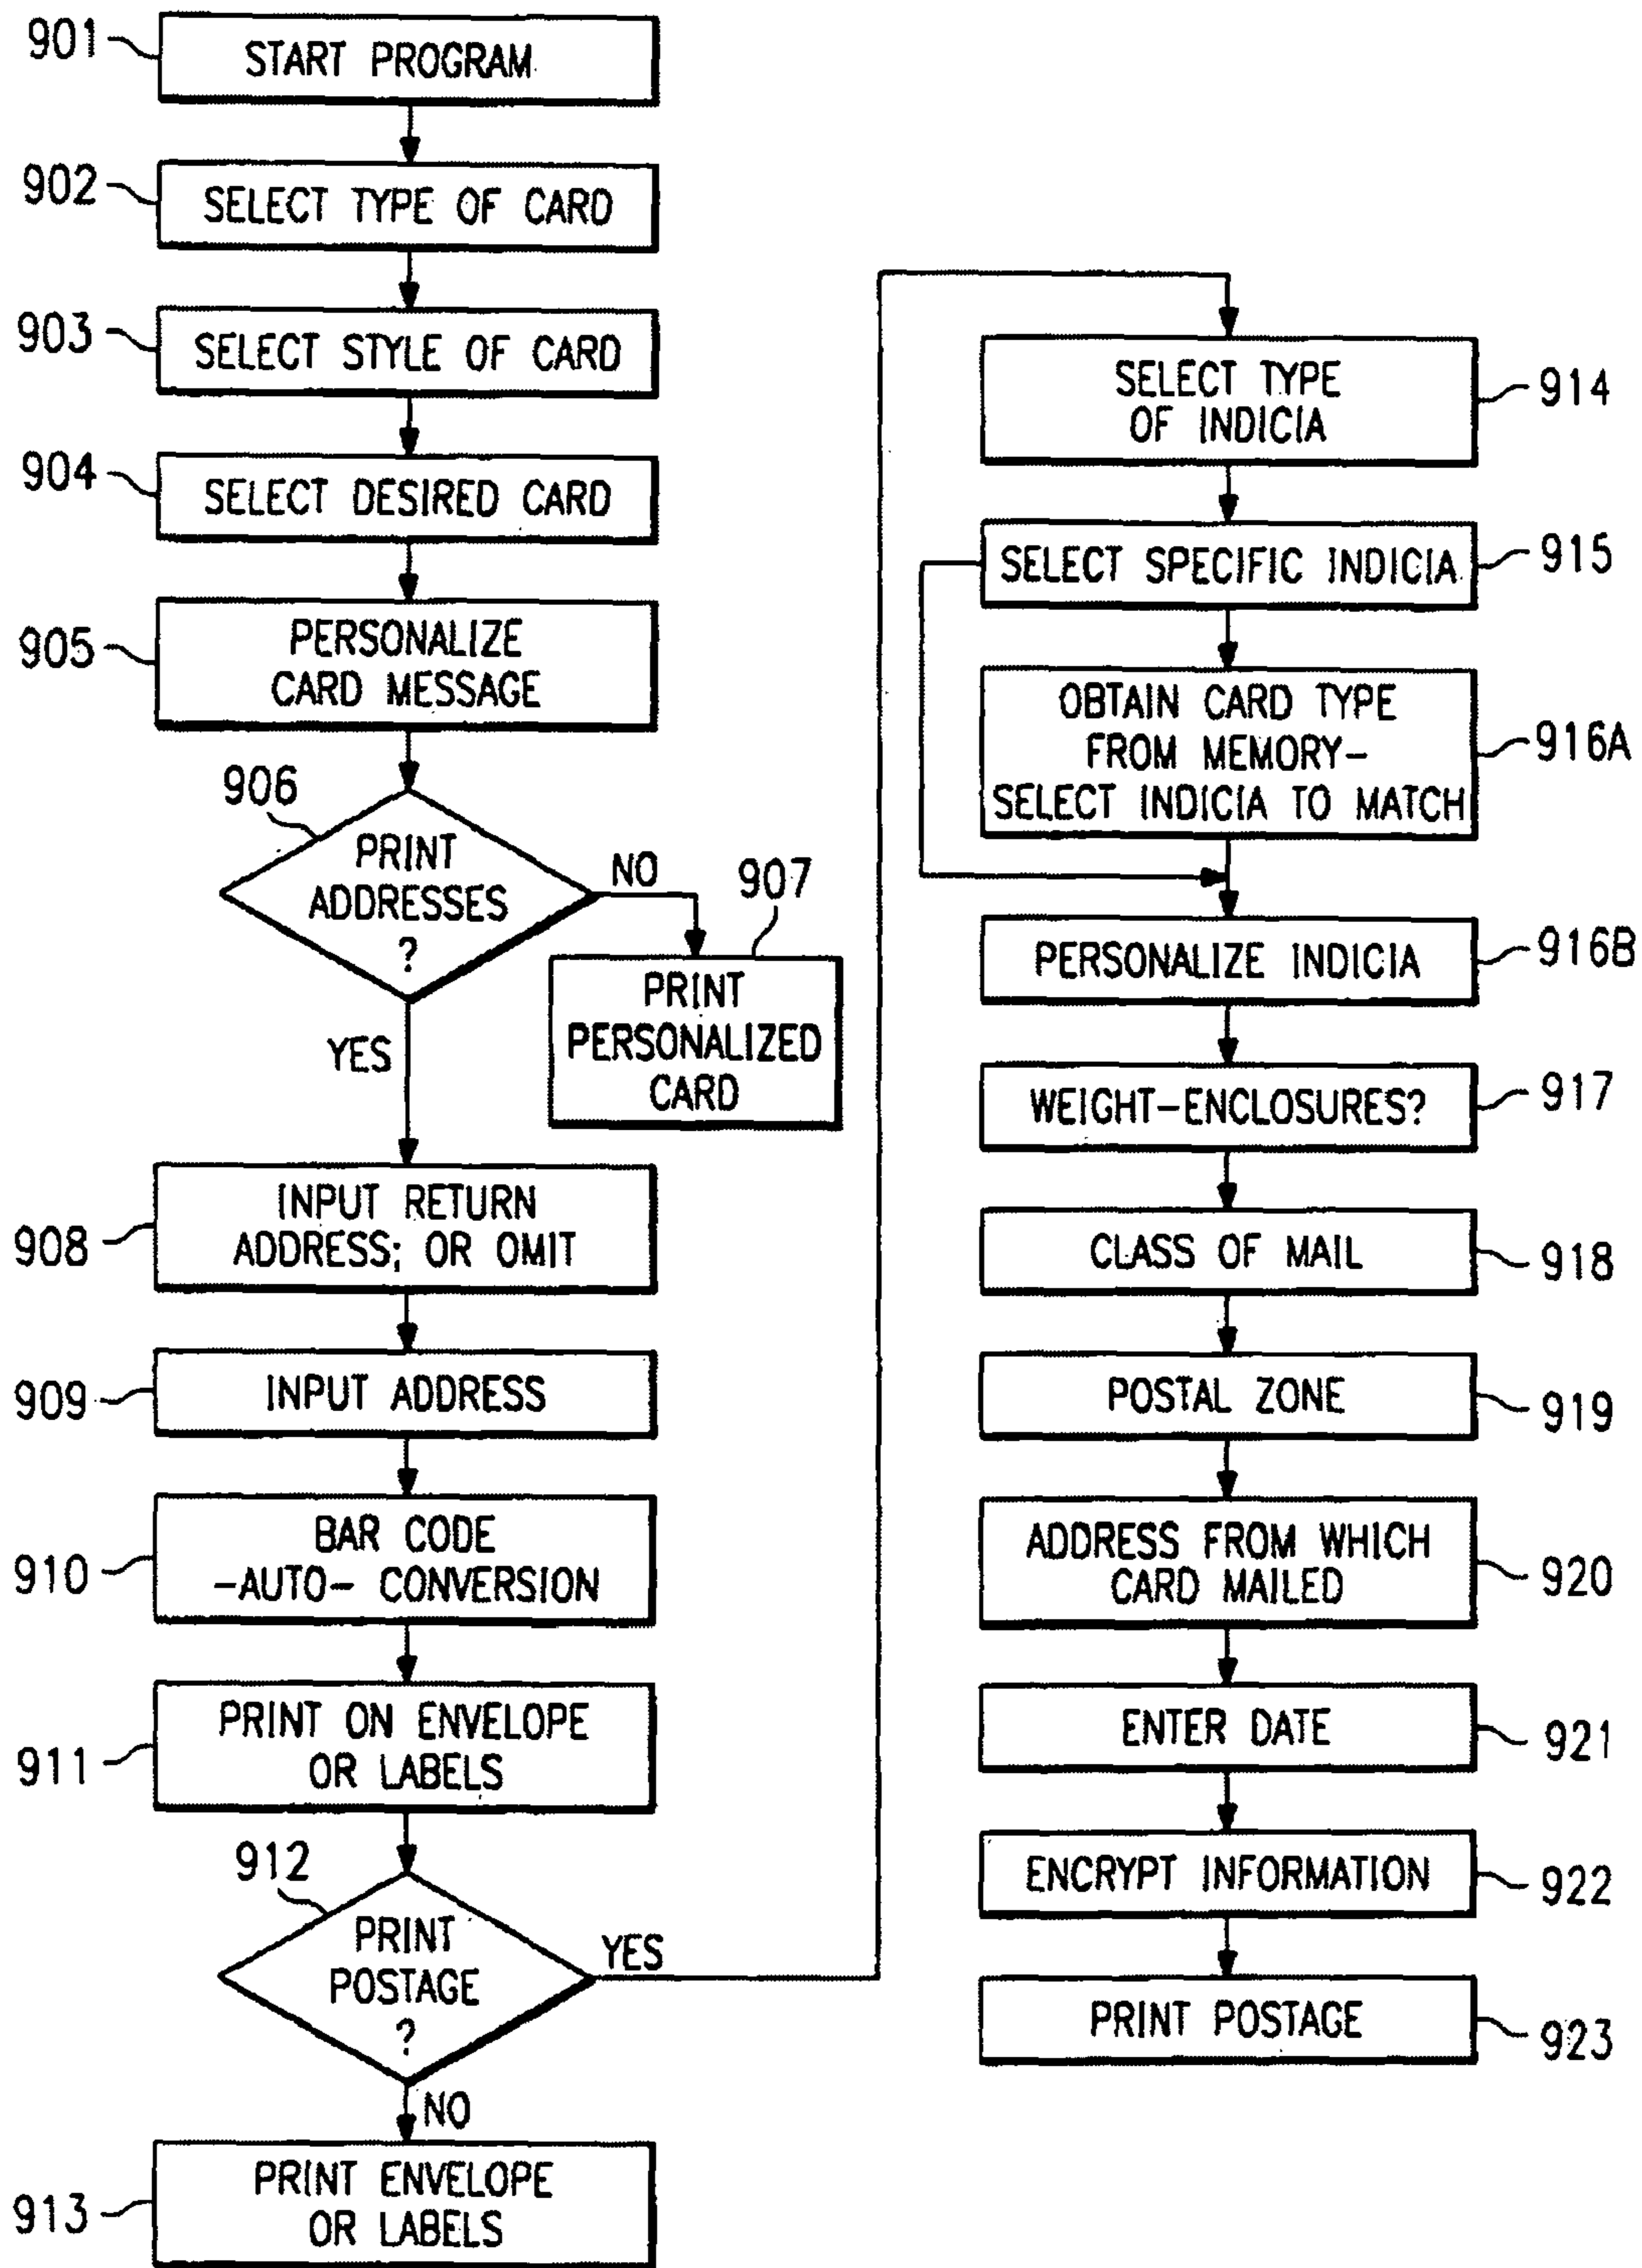 901
START PROGRAM
902
SELECT TYPE OF CARD
903
SELECT STYLE OF CARD
904
SELECT DESIRED CARD
905
PERSONALIZE
CARD MESSAGE
906
PRINT
ADDRESSES
?
NO
907
PRINT
PERSONALIZED
CARD
YES
908
INPUT RETURN
ADDRESS; OR OMIT
909
INPUT ADDRESS
910
BAR CODE
-AUTO- CONVERSION
911
PRINT ON ENVELOPE
OR LABELS
912
PRINT
POSTAGE
?
YES
NO
913
PRINT ENVELOPE
OR LABELS
SELECT TYPE
OF INDICIA
914
SELECT SPECIFIC INDICIA
915
OBTAIN CARD TYPE
FROM MEMORY-
SELECT INDICIA TO MATCH
916A
PERSONALIZE INDICIA
916B
WEIGHT-ENCLOSURES?
917
CLASS OF MAIL
918
POSTAL ZONE
919
ADDRESS FROM WHICH
CARD MAILED
920
ENTER DATE
921
ENCRYPT INFORMATION
922
PRINT POSTAGE
923